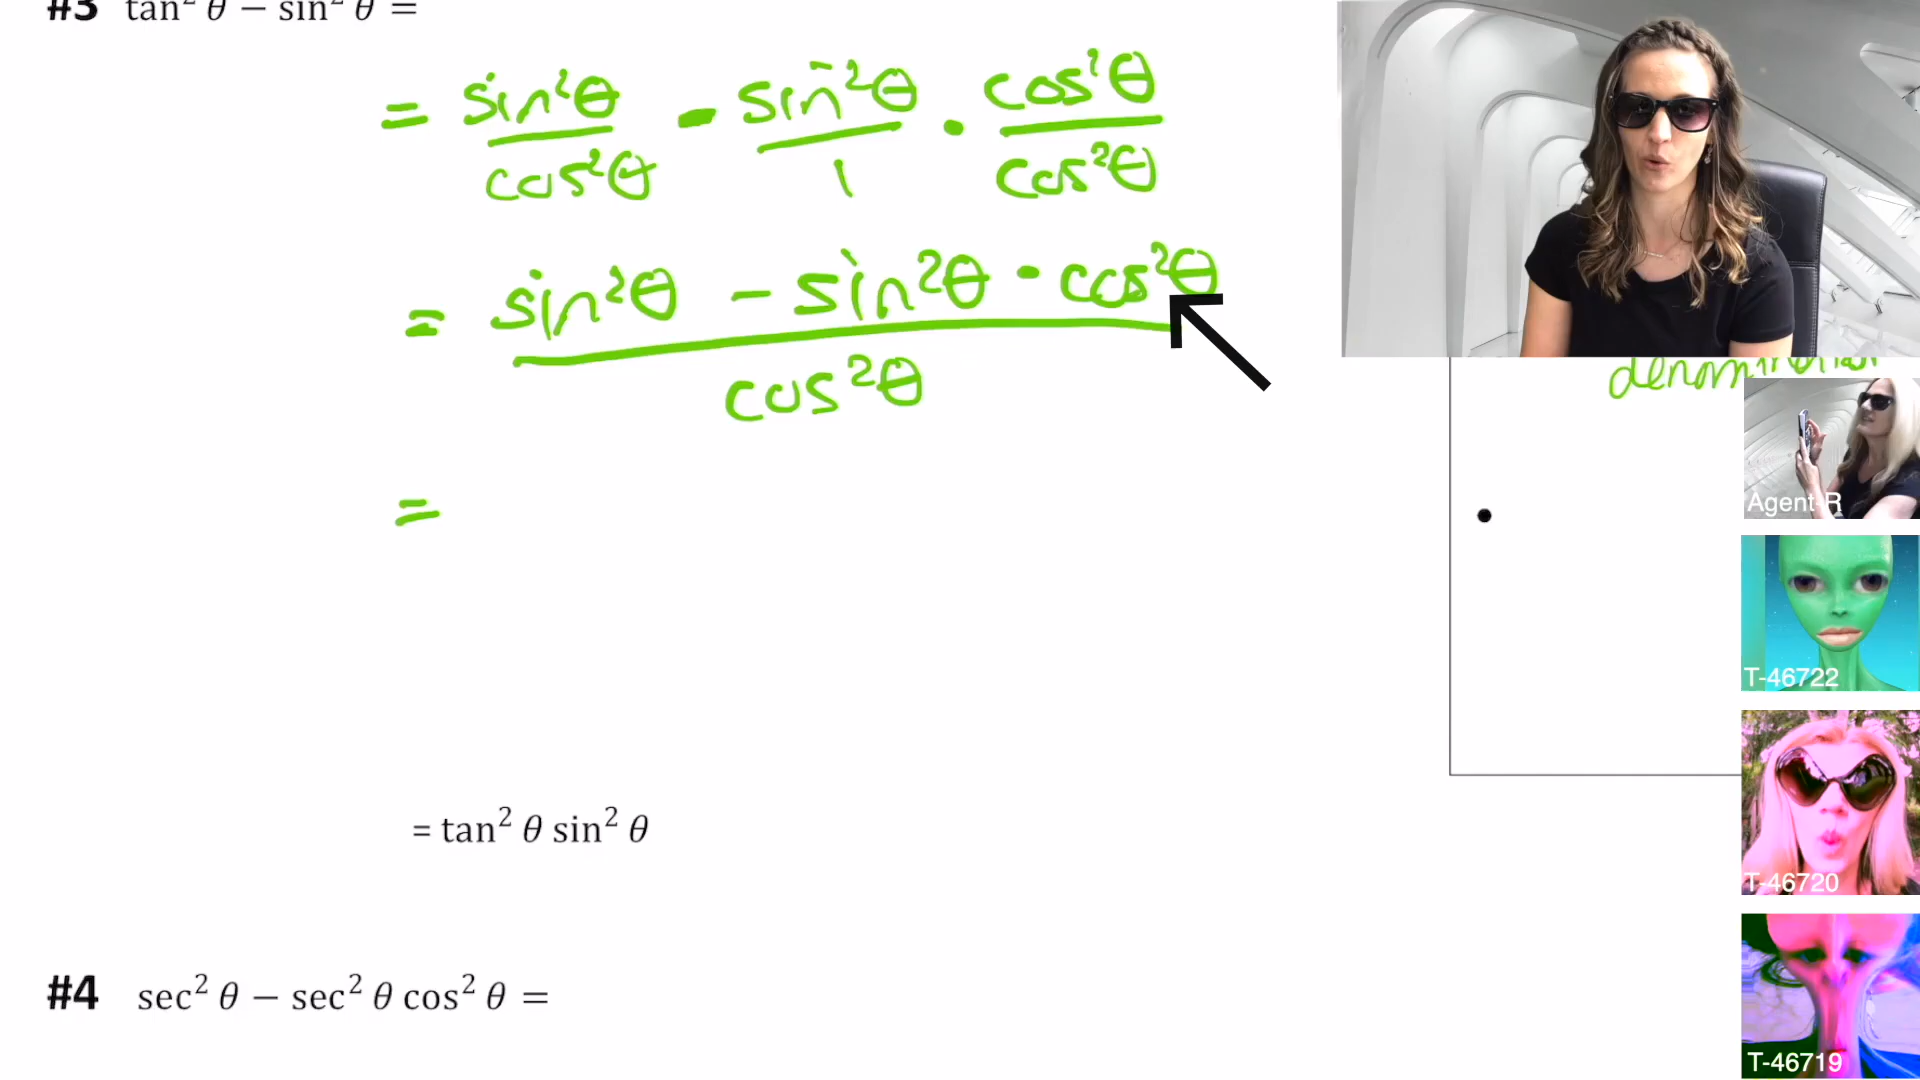 #3 tan² θ − sin² θ =
= sin²θ/cos²θ - sin²θ/1 · cos²θ/cos²θ
= (sin²θ - sin²θ · cos²θ)/cos²θ
=
= tan² θ sin² θ
#4 sec² θ − sec² θ cos² θ =
Agent-R
T-46722
T-46720
T-46719